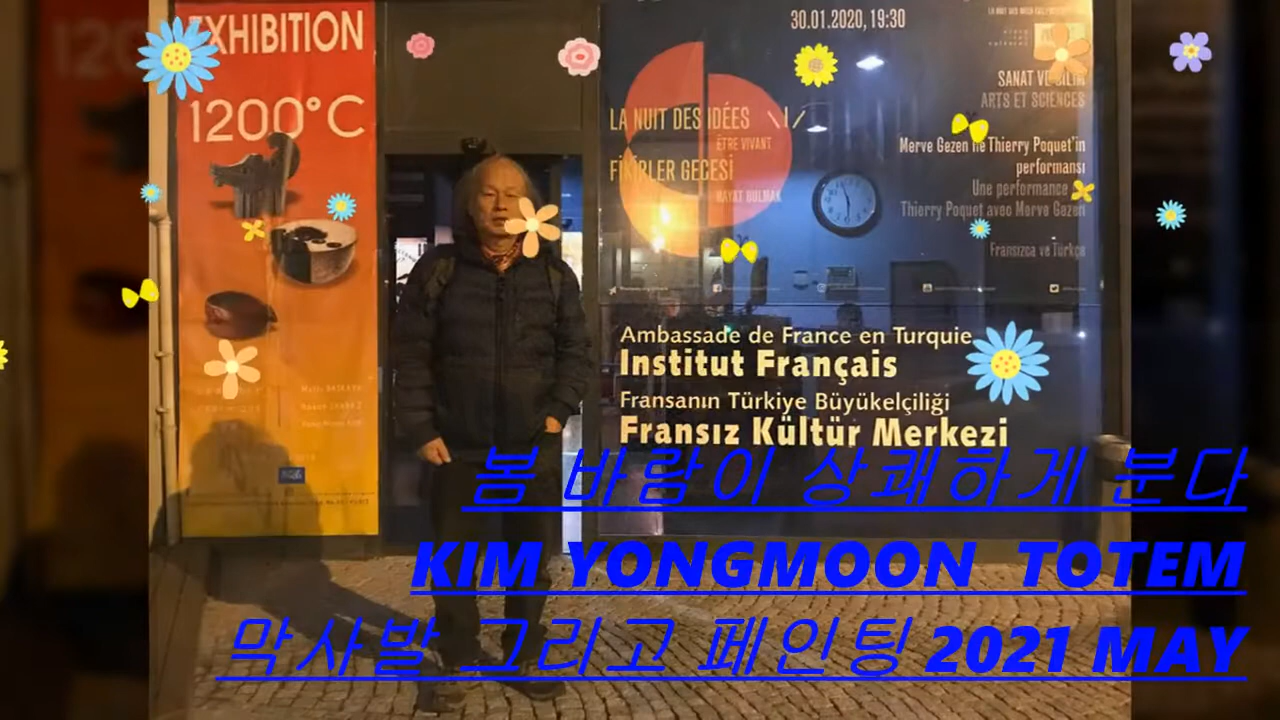 EXHIBITION
1200°C
30.01.2020, 19:30
SANAT VE BİLİM
ARTS ET SCIENCES
LA NUIT DES IDÉES
ÊTRE VIVANT
FİKİRLER GECESİ
HAYAT BULMAK
Merve Gezen ile Thierry Poquet'in
performansı
Une performance
Thierry Poquet avec Merve Gezen
Fransızca ve Türkçe
Ambassade de France en Turquie
Institut Français
Fransanın Türkiye Büyükelçiliği
Fransız Kültür Merkezi
봄 바람이 상쾌하게 분다
KIM YONGMOON TOTEM
막사발 그리고 페인팅 2021 MAY